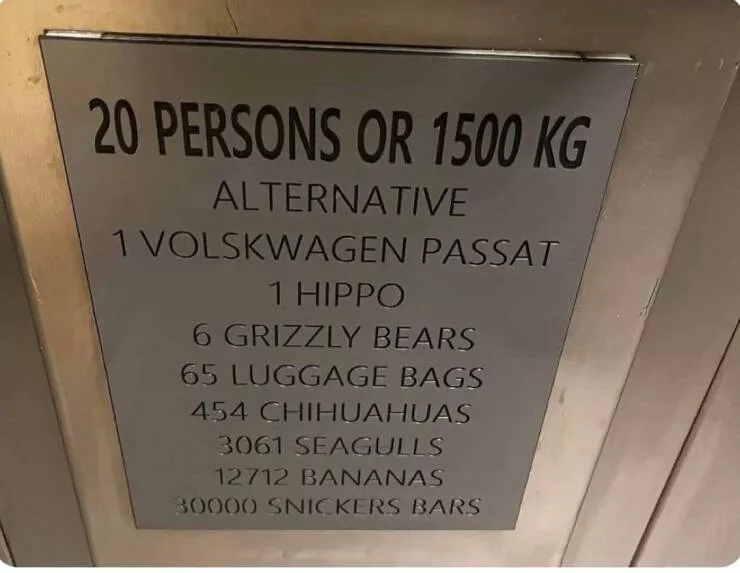 20 PERSONS OR 1500 KG
ALTERNATIVE
1 VOLSKWAGEN PASSAT
1 HIPPO
6 GRIZZLY BEARS
65 LUGGAGE BAGS
454 CHIHUAHUAS
3061 SEAGULLS
12712 BANANAS
30000 SNICKERS BARS